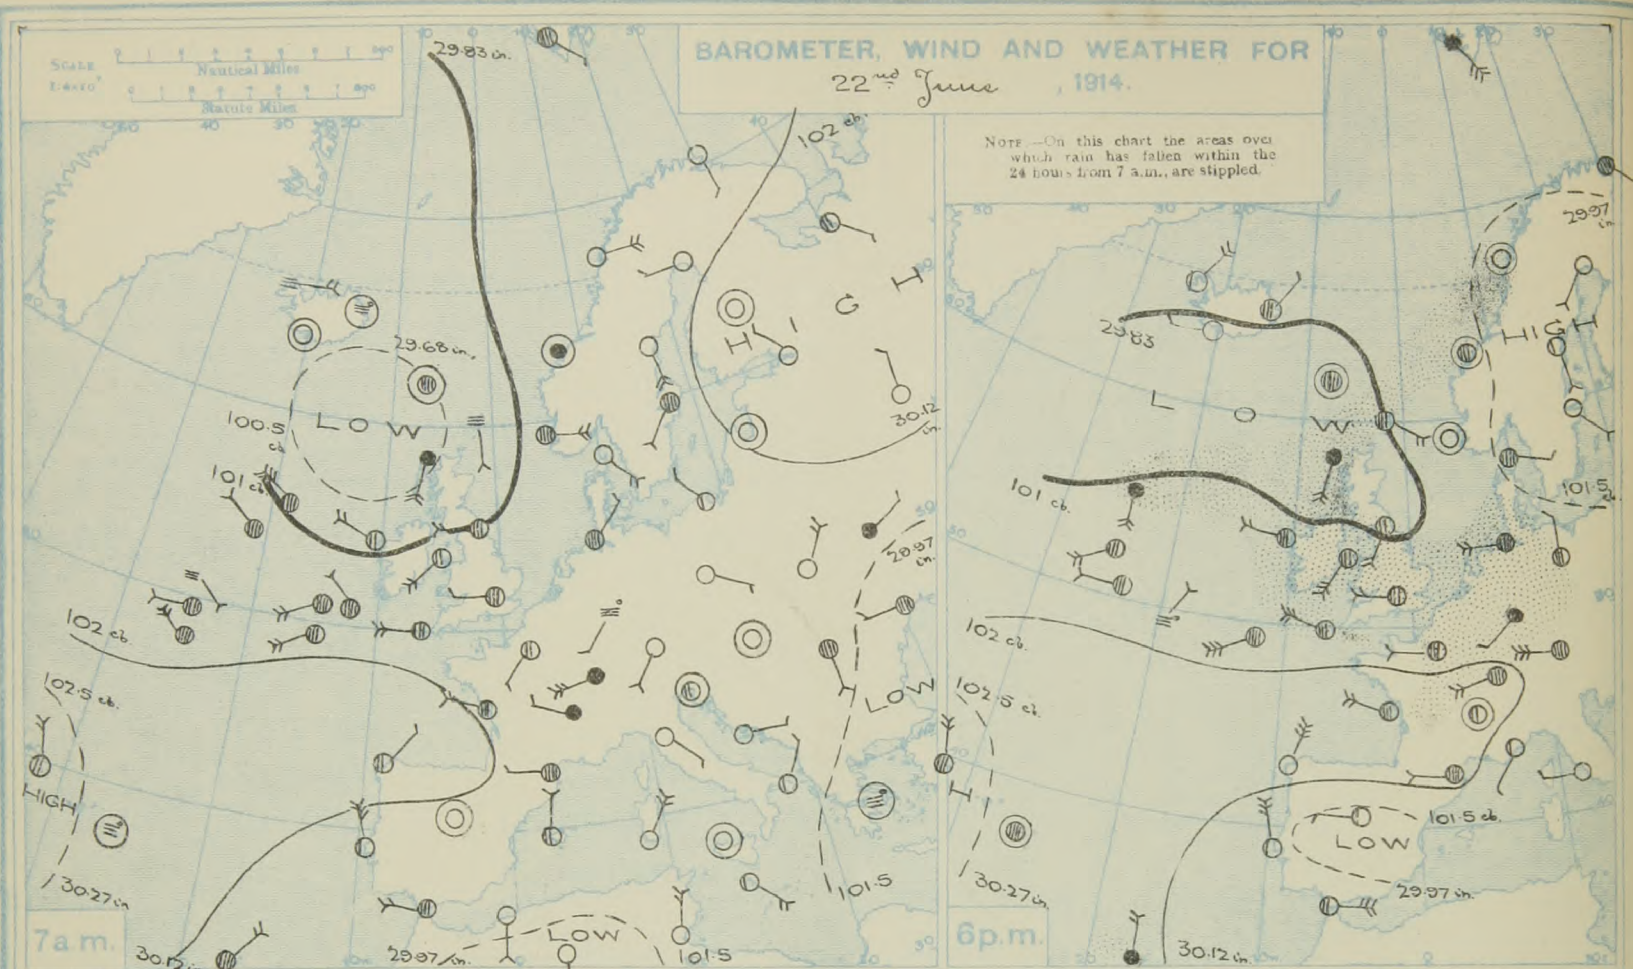 SCALE
Nautical Miles
Statute Miles
BAROMETER, WIND AND WEATHER FOR
22nd June, 1914.
NOTE.—On this chart the areas over
which rain has fallen within the
24 hours from 7 a.m., are stippled.
29.83 in.
102 cb.
29.68 in.
100.5
cb
LOW
101 cb
HIGH
30.12
in.
29.97
in.
102 cb
102.5 cb.
HIGH
30.27 in
LOW
101.5
7 a.m.
30.12 in.
29.97 in.
LOW
101.5
29.97
in.
29.83
HIGH
LOW
101 cb.
101.5
cb.
102 cb.
102.5 cb.
H
30.27 in.
101.5 cb.
LOW
29.97 in.
6 p.m.
30.12 in.